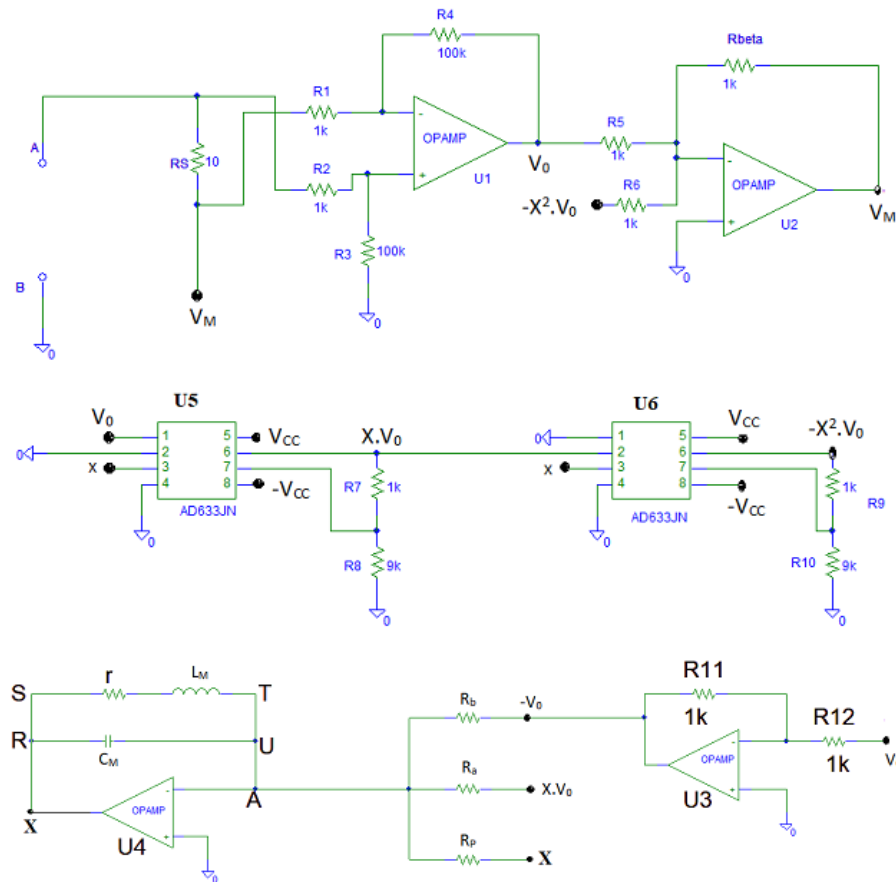 R4
100k
Rbeta
1k
R1
1k
A
RS
10
OPAMP
U1
V0
R5
1k
R2
1k
R6
1k
-X².V0
OPAMP
U2
VM
R3
100k
0
0
B
VM
0
U5
U6
V0
1
5
VCC
0
2
6
X.V0
X
3
7
4
8
-VCC
R7
1k
AD633JN
0
R8
9k
0
0
1
5
VCC
2
6
-X².V0
X
3
7
4
8
-VCC
1k
R9
AD633JN
0
R10
9k
0
S
r
LM
T
R
CM
U
A
X
OPAMP
U4
0
Rb
-V0
Ra
X.V0
RP
X
R11
1k
R12
1k
V
OPAMP
U3
0